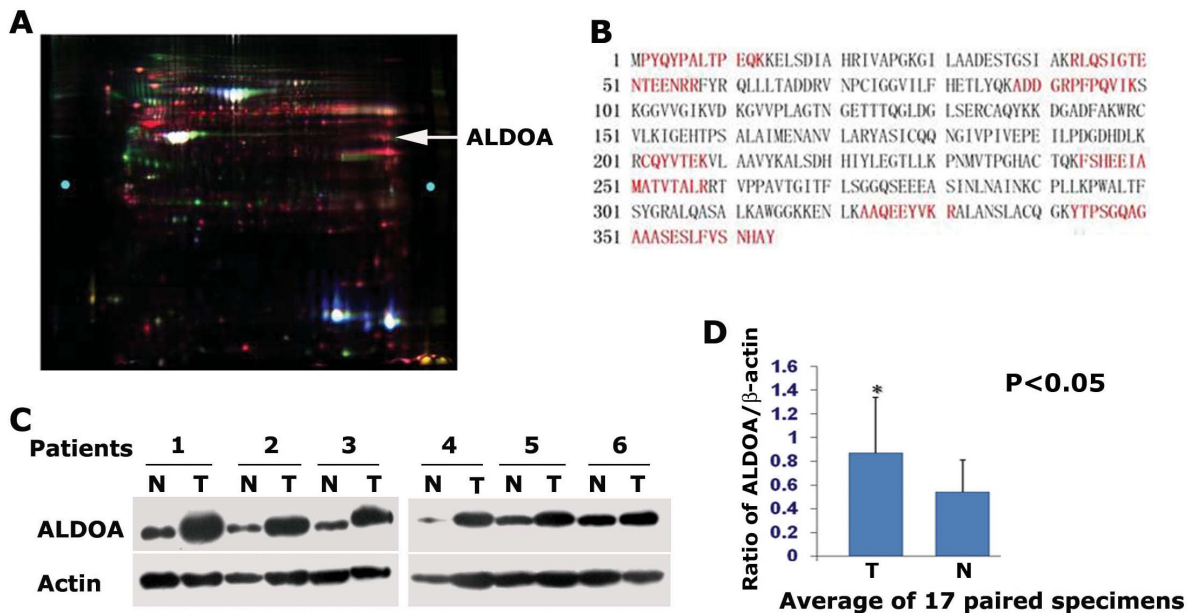 A
ALDOA
B
1 MPYQYPALTP EQKKELSDIA HRIVAPGKGI LAADESTGSI AKRLQSIGTE
51 NTEENRRFYR QLLLTADDRV NPCIGGVILF HETLYQKADD GRPFPQVIKS
101 KGGVVGIKVD KGVVPLAGTN GETTTQGLDG LSERCAQYKK DGADFAKWRC
151 VLKIGEHTPS ALAIMENANV LARYASICQQ NGIVPIVEPE ILPDGDHDLK
201 RCQYVTEKVL AAVYKALSDH HIYLEGTLLK PNMVTPGHAC TQKFSHEEIA
251 MATVTALRRT VPPAVTGITF LSGGQSEEEA SINLNAINKC PLLKPWALTF
301 SYGRALQASA LKAWGGKKEN LKAAQEEYVK RALANSLACQ GKYTPSGQAG
351 AAASESLFVS NHAY
C
Patients 1 2 3 4 5 6
N T N T N T N T N T N T
ALDOA
Actin
D
P<0.05
Ratio of ALDOA/β-actin
1.6
1.4
1.2
1
0.8
0.6
0.4
0.2
0
*
T N
Average of 17 paired specimens